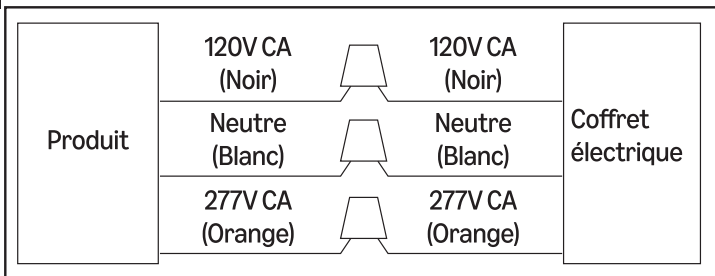 Produit
120V CA
(Noir)
120V CA
(Noir)
Neutre
(Blanc)
Neutre
(Blanc)
277V CA
(Orange)
277V CA
(Orange)
Coffret
électrique